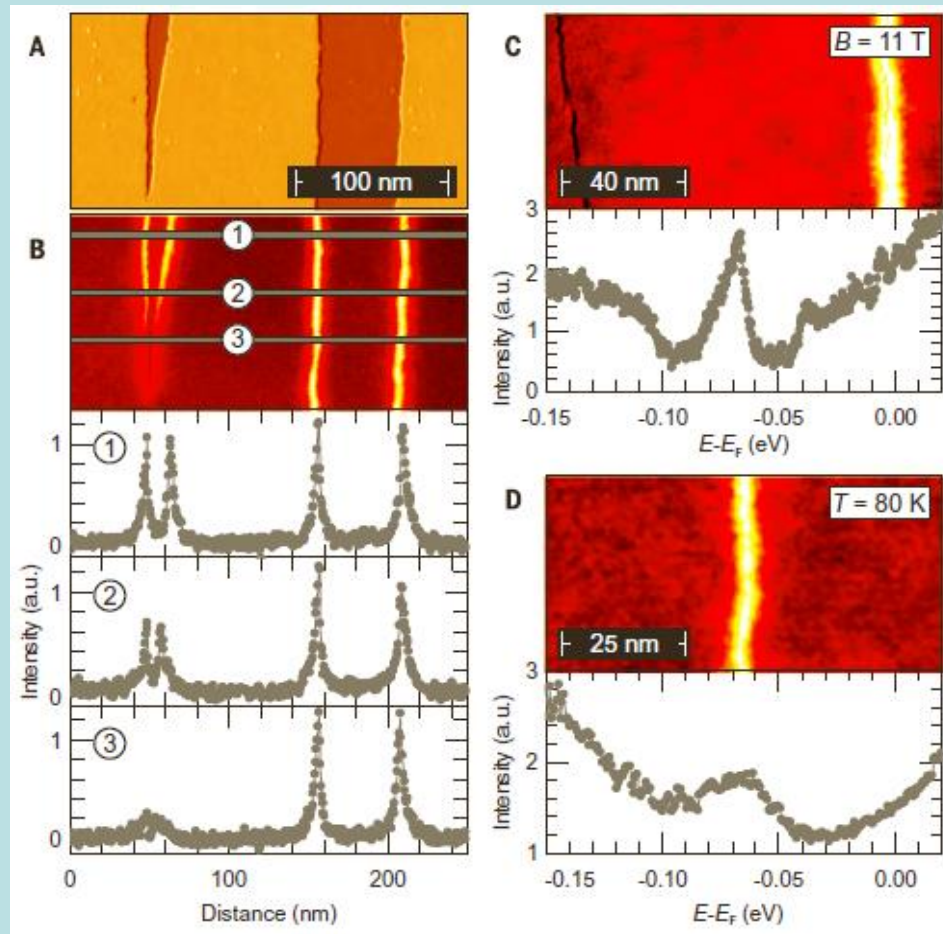 A
100 nm
B
1
2
3
1
0
1
1
0
2
1
0
3
Intensity (a.u.)
0
100
200
Distance (nm)
C
B = 11 T
40 nm
3
2
1
0
Intensity (a.u.)
-0.15
-0.10
-0.05
0.00
E-EF (eV)
D
T = 80 K
25 nm
3
2
1
Intensity (a.u.)
-0.15
-0.10
-0.05
0.00
E-EF (eV)